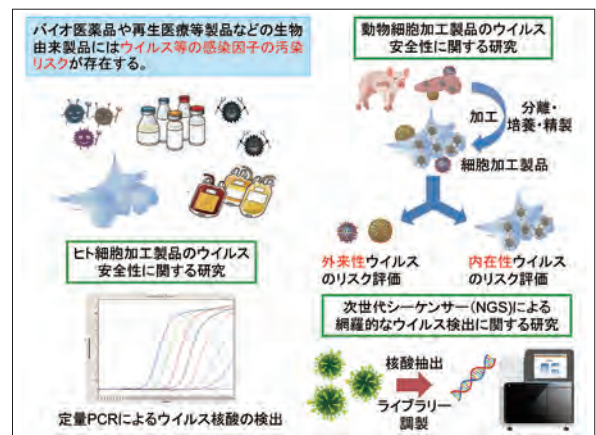 バイオ医薬品や再生医療等製品などの生物
由来製品にはウイルス等の感染因子の汚染
リスクが存在する。
ヒト細胞加工製品のウイルス
安全性に関する研究
定量PCRによるウイルス核酸の検出
動物細胞加工製品のウイルス
安全性に関する研究
加工
分離・
培養・精製
細胞加工製品
外来性ウイルス
のリスク評価
内在性ウイルス
のリスク評価
次世代シーケンサー(NGS)による
網羅的なウイルス検出に関する研究
核酸抽出
ライブラリー
調製